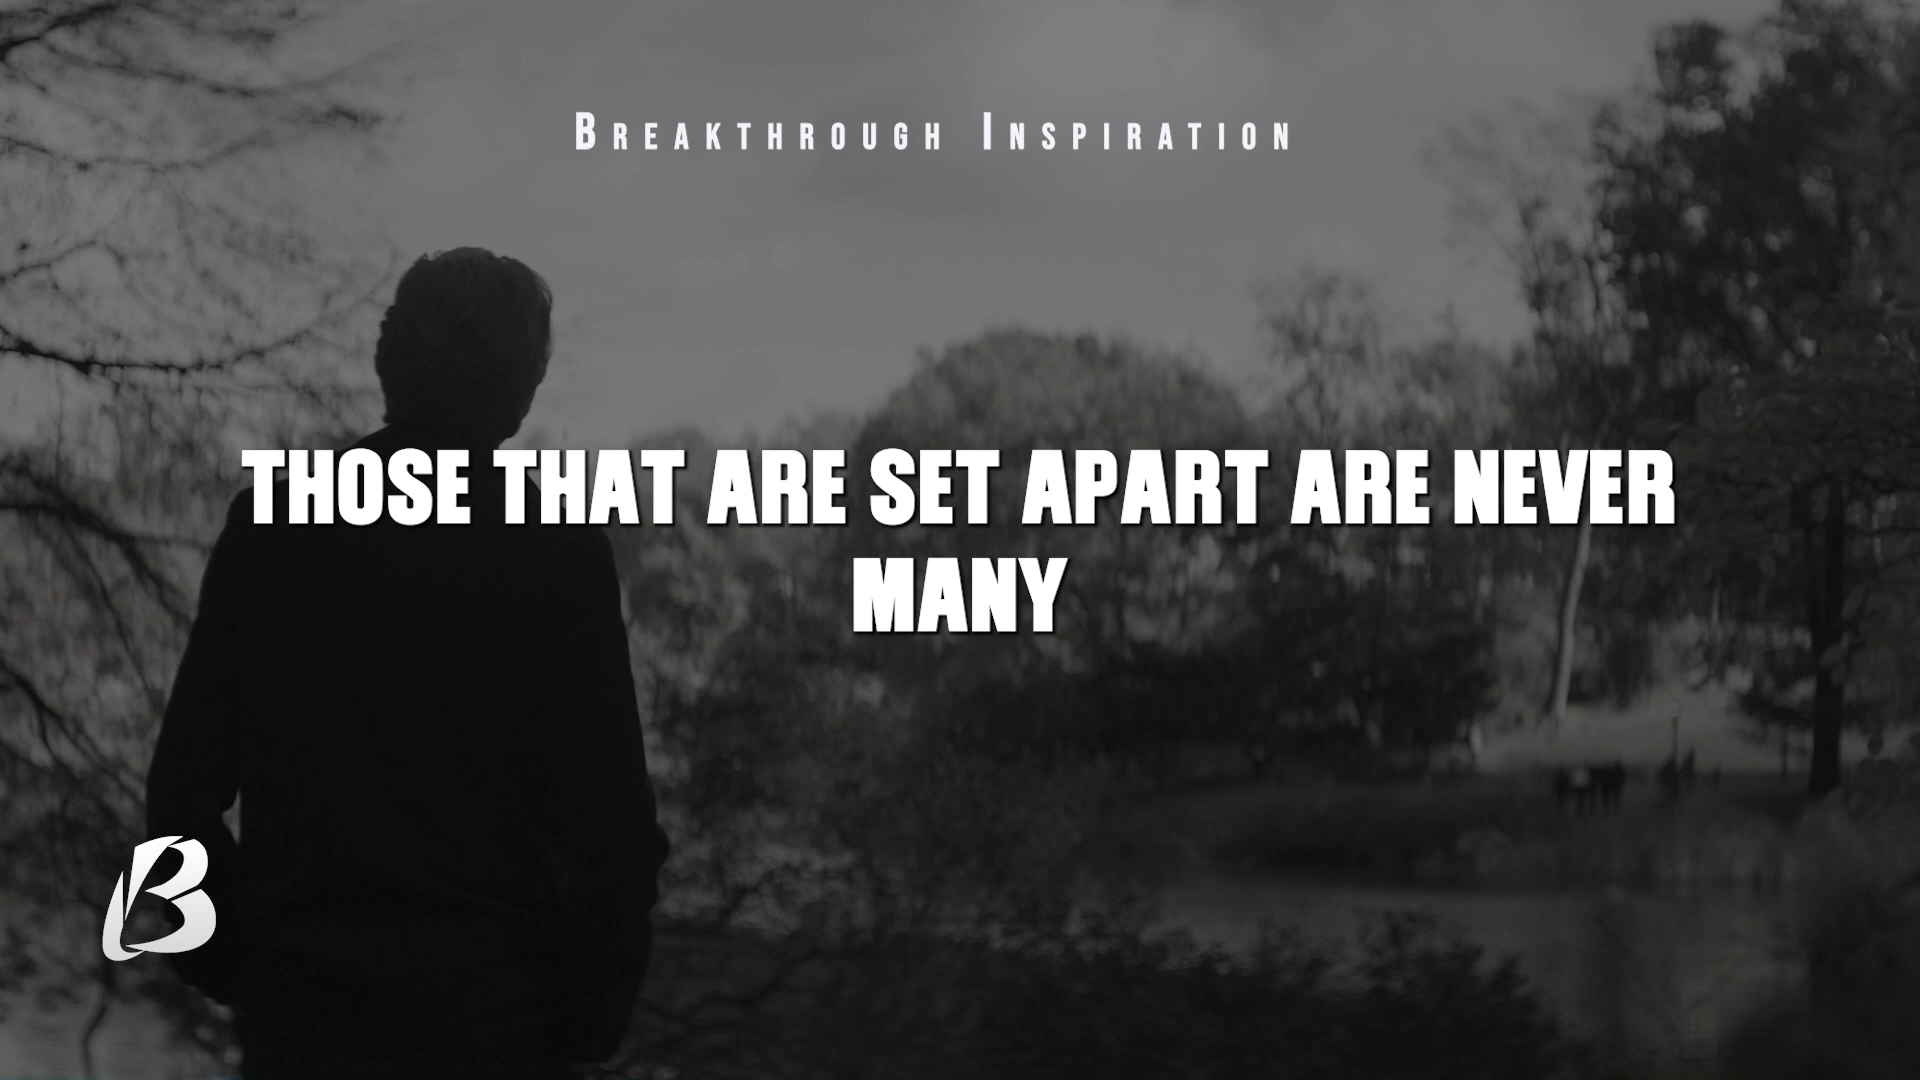 Breakthrough Inspiration
THOSE THAT ARE SET APART ARE NEVER
MANY
B